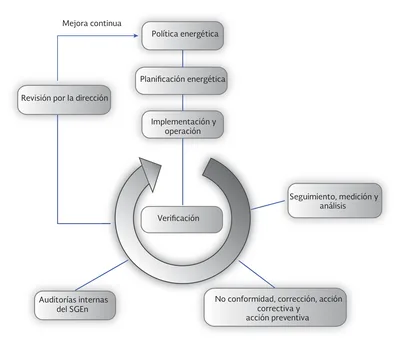 Mejora continua
Política energética
Planificación energética
Revisión por la dirección
Implementación y
operación
Seguimiento, medición y
análisis
Verificación
Auditorías internas
del SGEn
No conformidad, corrección, acción
correctiva y
acción preventiva